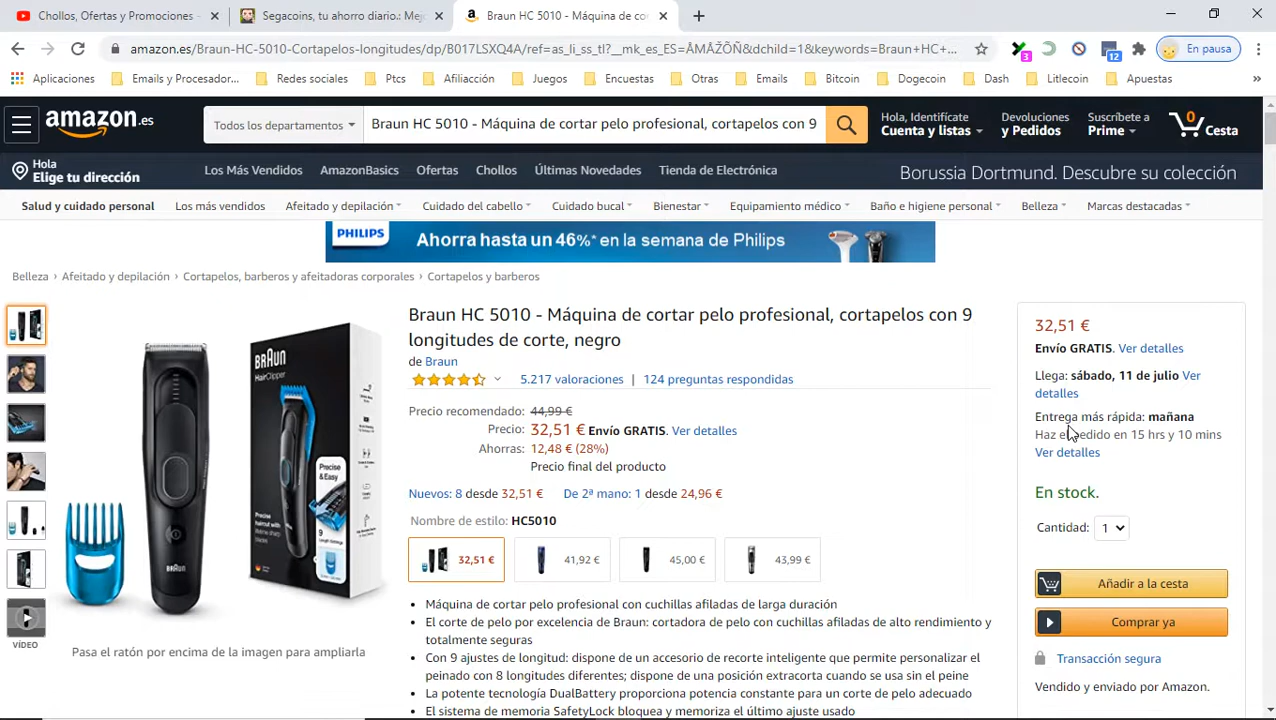 Chollos, Ofertas y Promociones -
Segacoins, tu ahorro diario.: Mej
Braun HC 5010 - Máquina de co
amazon.es/Braun-HC-5010-Cortapelos-longitudes/dp/B017LSXQ4A/ref=as_li_ss_tl?__mk_es_ES=ÅMÅŽÕÑ&dchild=1&keywords=Braun+HC+...
3
12
En pausa
Aplicaciones
Emails y Procesador...
Redes sociales
Ptcs
Afiliacción
Juegos
Encuestas
Otras
Emails
Bitcoin
Dogecoin
Dash
Litlecoin
Apuestas
»
amazon.es
Todos los departamentos
Braun HC 5010 - Máquina de cortar pelo profesional, cortapelos con 9
Hola, Identifícate
Cuenta y listas
Devoluciones
y Pedidos
Suscríbete a
Prime
0
Cesta
Hola
Elige tu dirección
Los Más Vendidos
AmazonBasics
Ofertas
Chollos
Últimas Novedades
Tienda de Electrónica
Borussia Dortmund. Descubre su colección
Salud y cuidado personal
Los más vendidos
Afeitado y depilación
Cuidado del cabello
Cuidado bucal
Bienestar
Equipamiento médico
Baño e higiene personal
Belleza
Marcas destacadas
PHILIPS
Ahorra hasta un 46%* en la semana de Philips
Belleza › Afeitado y depilación › Cortapelos, barberos y afeitadoras corporales › Cortapelos y barberos
BRAUN
HairClipper
Precise
& Easy
Precise
haircut with
9
BRAUN
VÍDEO
Pasa el ratón por encima de la imagen para ampliarla
Braun HC 5010 - Máquina de cortar pelo profesional, cortapelos con 9
longitudes de corte, negro
de Braun
5.217 valoraciones | 124 preguntas respondidas
Precio recomendado: 44,99 €
Precio: 32,51 € Envío GRATIS. Ver detalles
Ahorras: 12,48 € (28%)
Precio final del producto
Nuevos: 8 desde 32,51 € De 2ª mano: 1 desde 24,96 €
Nombre de estilo: HC5010
32,51 €
41,92 €
45,00 €
43,99 €
• Máquina de cortar pelo profesional con cuchillas afiladas de larga duración
• El corte de pelo por excelencia de Braun: cortadora de pelo con cuchillas afiladas de alto rendimiento y
totalmente seguras
• Con 9 ajustes de longitud: dispone de un accesorio de recorte inteligente que permite personalizar el
peinado con 8 longitudes diferentes; dispone de una posición extracorta cuando se usa sin el peine
• La potente tecnología DualBattery proporciona potencia constante para un corte de pelo adecuado
• El sistema de memoria SafetyLock bloquea y memoriza el último ajuste usado
32,51 €
Envío GRATIS. Ver detalles
Llega: sábado, 11 de julio Ver
detalles
Entrega más rápida: mañana
Haz el pedido en 15 hrs y 10 mins
Ver detalles
En stock.
Cantidad: 1
Añadir a la cesta
Comprar ya
Transacción segura
Vendido y enviado por Amazon.